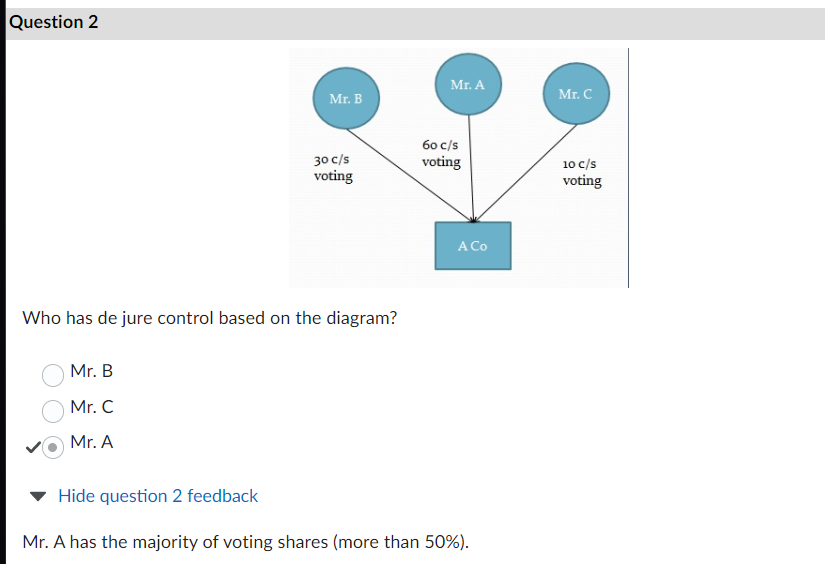 Question 2
Mr. B
Mr. A
Mr. C
30 c/s
voting
60 c/s
voting
10 c/s
voting
A Co
Who has de jure control based on the diagram?
Mr. B
Mr. C
Mr. A
Hide question 2 feedback
Mr. A has the majority of voting shares (more than 50%).